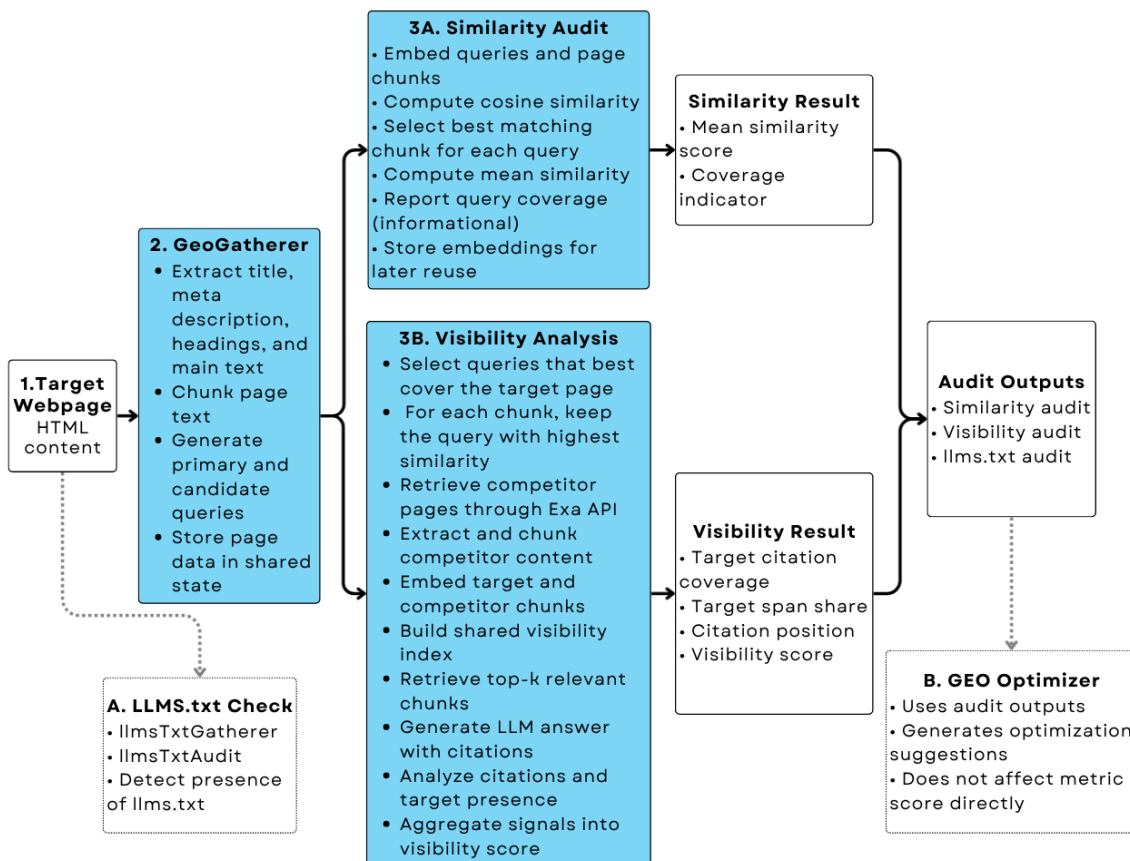 1.Target
Webpage
HTML
content
2. GeoGatherer
• Extract title,
meta
description,
headings, and
main text
• Chunk page
text
• Generate
primary and
candidate
queries
• Store page
data in shared
state
3A. Similarity Audit
• Embed queries and page
chunks
• Compute cosine similarity
• Select best matching
chunk for each query
• Compute mean similarity
• Report query coverage
(informational)
• Store embeddings for
later reuse
Similarity Result
• Mean similarity
score
• Coverage
indicator
3B. Visibility Analysis
• Select queries that best
cover the target page
• For each chunk, keep
the query with highest
similarity
• Retrieve competitor
pages through Exa API
• Extract and chunk
competitor content
• Embed target and
competitor chunks
• Build shared visibility
index
• Retrieve top-k relevant
chunks
• Generate LLM answer
with citations
• Analyze citations and
target presence
• Aggregate signals into
visibility score
Visibility Result
• Target citation
coverage
• Target span share
• Citation position
• Visibility score
Audit Outputs
• Similarity audit
• Visibility audit
• llms.txt audit
A. LLMS.txt Check
• llmsTxtGatherer
• llmsTxtAudit
• Detect presence
of llms.txt
B. GEO Optimizer
• Uses audit outputs
• Generates optimization
suggestions
• Does not affect metric
score directly